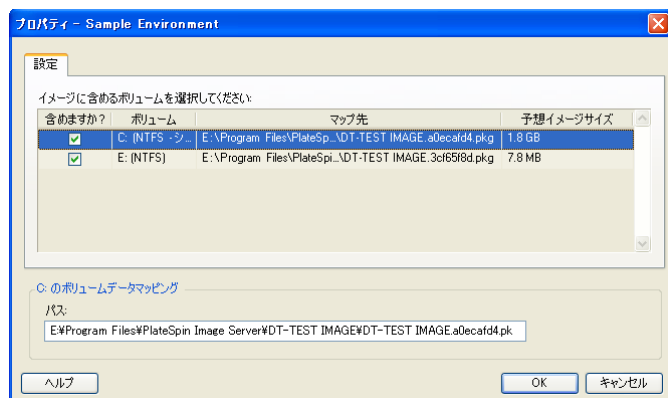 プロパティ - Sample Environment
設定
イメージに含めるボリュームを選択してください:
含めますか? ボリューム マップ先 予想イメージサイズ
C: (NTFS -シ... E:\Program Files\PlateSp...\DT-TEST IMAGE.a0ecafd4.pkg 1.8 GB
E: (NTFS) E:\Program Files\PlateSpi...\DT-TEST IMAGE.3cf65f8d.pkg 7.8 MB
C: のボリュームデータマッピング
パス:
E:¥Program Files¥PlateSpin Image Server¥DT-TEST IMAGE¥DT-TEST IMAGE.a0ecafd4.pk
ヘルプ OK キャンセル